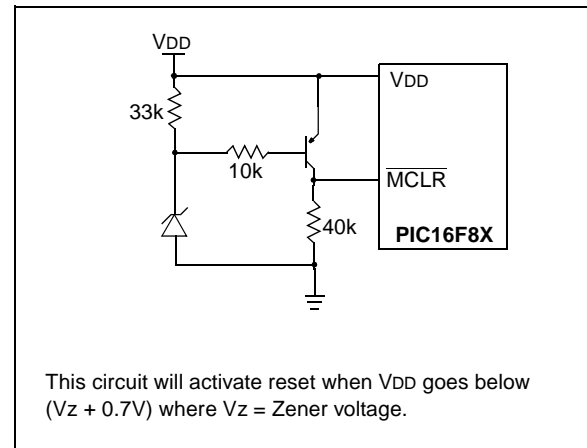 VDD
33k
VDD
10k
MCLR
40k
PIC16F8X
This circuit will activate reset when VDD goes below
(Vz + 0.7V) where Vz = Zener voltage.